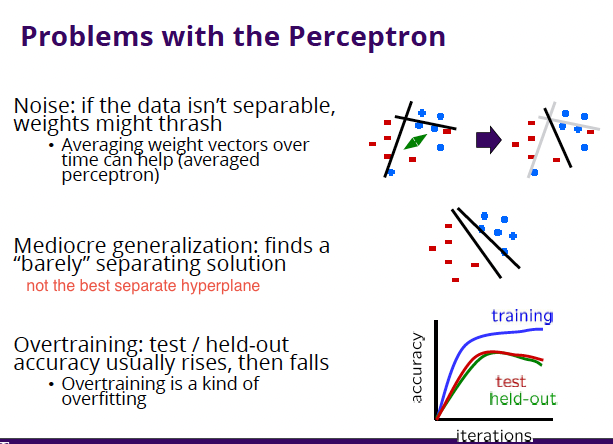 Problems with the Perceptron
Noise: if the data isn’t separable,
weights might thrash
• Averaging weight vectors over
time can help (averaged
perceptron)
Mediocre generalization: finds a
“barely” separating solution
not the best separate hyperplane
Overtraining: test / held-out
accuracy usually rises, then falls
• Overtraining is a kind of
overfitting
training
accuracy
test
held-out
iterations